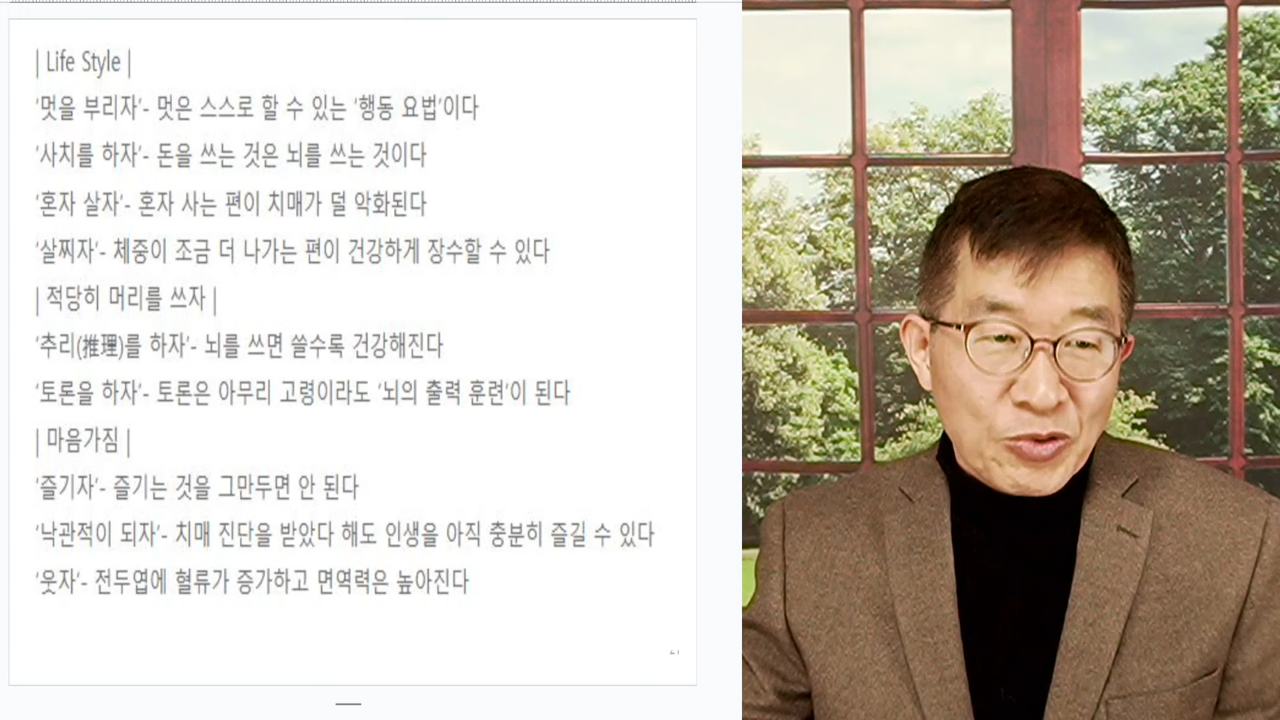 | Life Style |
'멋을 부리자'- 멋은 스스로 할 수 있는 '행동 요법'이다
'사치를 하자'- 돈을 쓰는 것은 뇌를 쓰는 것이다
'혼자 살자'- 혼자 사는 편이 치매가 덜 악화된다
'살찌자'- 체중이 조금 더 나가는 편이 건강하게 장수할 수 있다
| 적당히 머리를 쓰자 |
'추리(推理)를 하자'- 뇌를 쓰면 쓸수록 건강해진다
'토론을 하자'- 토론은 아무리 고령이라도 '뇌의 출력 훈련'이 된다
| 마음가짐 |
'즐기자'- 즐기는 것을 그만두면 안 된다
'낙관적이 되자'- 치매 진단을 받았다 해도 인생을 아직 충분히 즐길 수 있다
'웃자'- 전두엽에 혈류가 증가하고 면역력은 높아진다